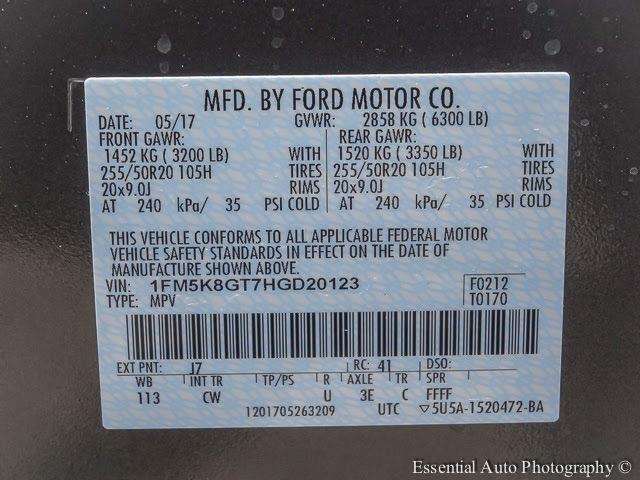 MFD. BY FORD MOTOR CO.
DATE: 05/17 GVWR: 2858 KG ( 6300 LB)
FRONT GAWR: REAR GAWR:
1452 KG ( 3200 LB) WITH 1520 KG ( 3350 LB) WITH
255/50R20 105H TIRES 255/50R20 105H TIRES
20x9.0J RIMS 20x9.0J RIMS
AT 240 kPa/ 35 PSI COLD AT 240 kPa/ 35 PSI COLD
THIS VEHICLE CONFORMS TO ALL APPLICABLE FEDERAL MOTOR
VEHICLE SAFETY STANDARDS IN EFFECT ON THE DATE OF
MANUFACTURE SHOWN ABOVE.
VIN: 1FM5K8GT7HGD20123 F0212
TYPE: MPV T0170
EXT PNT: J7 RC: 41 DSO:
WB INT TR TP/PS R AXLE TR SPR
113 CW U 3E C FFFF
1201705263209 UTC ▽5U5A-1520472-BA
Essential Auto Photography ©